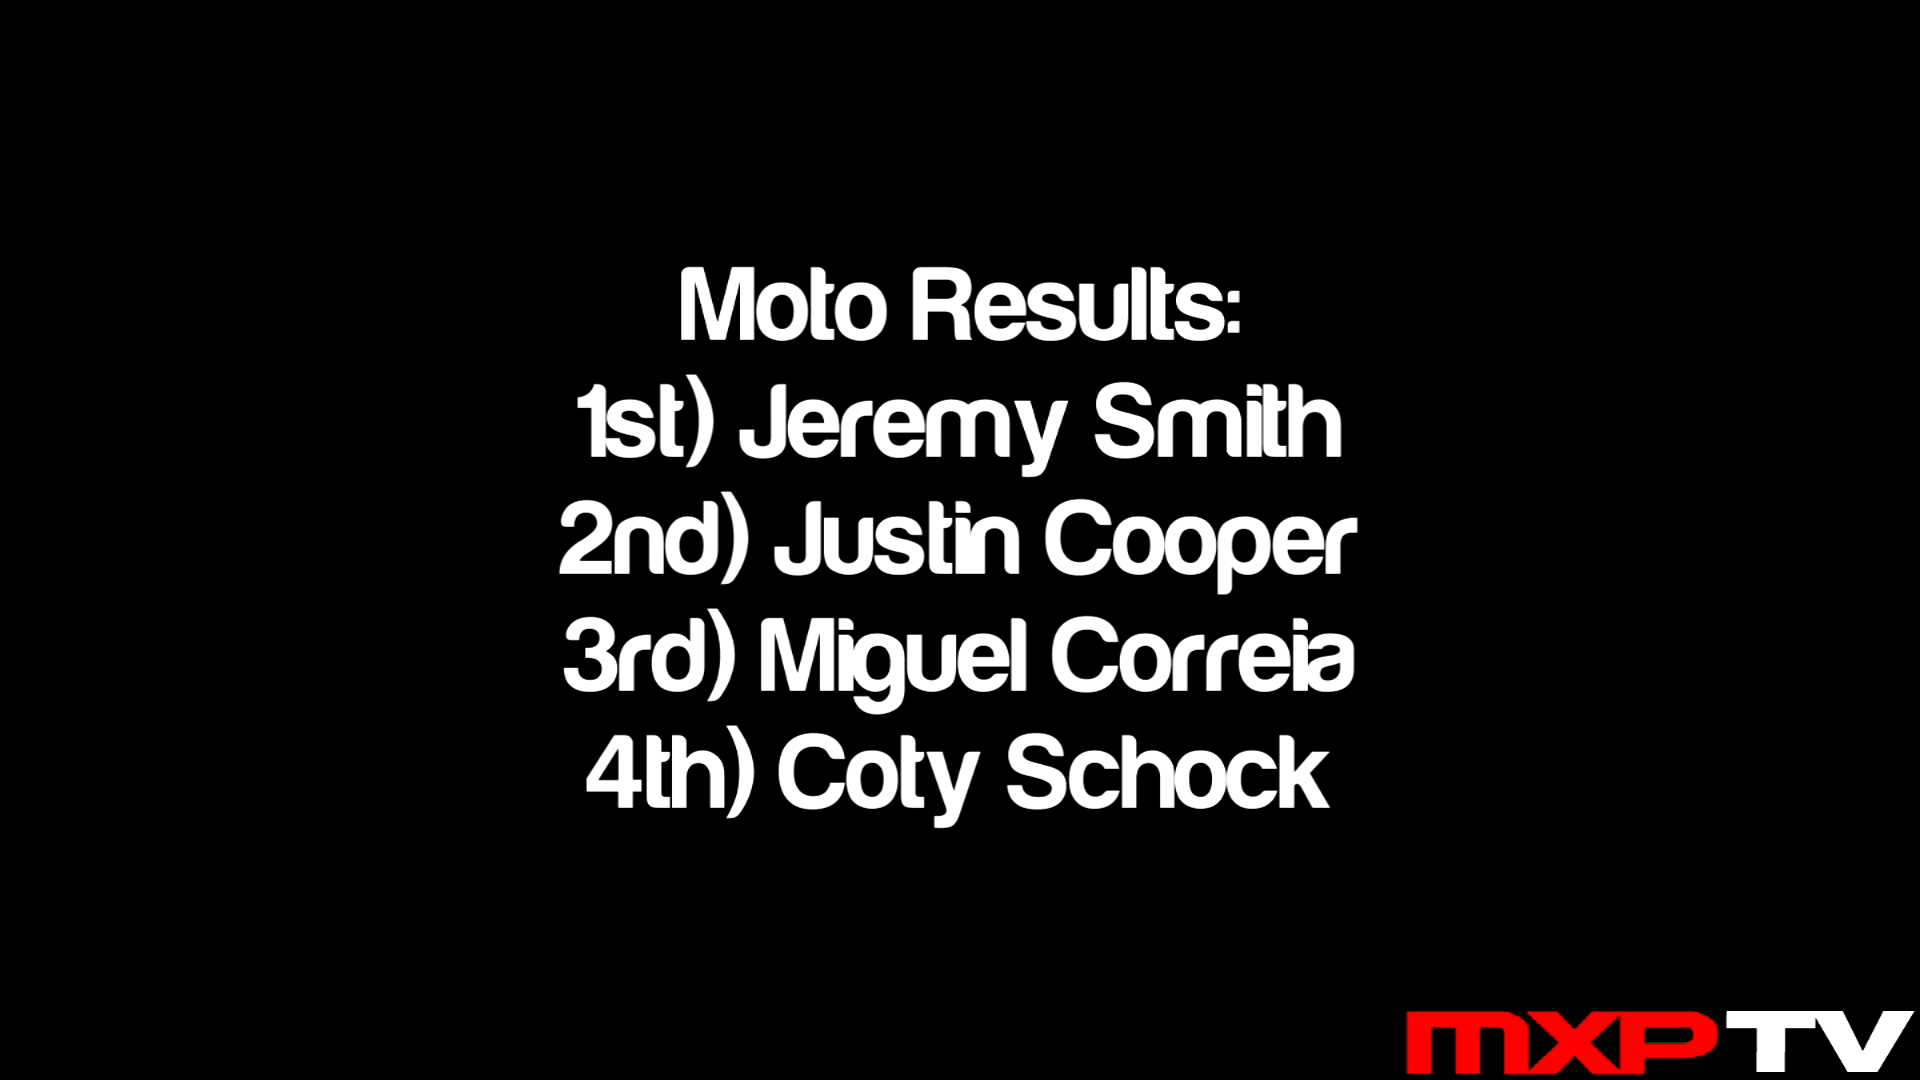 Moto Results:
1st) Jeremy Smith
2nd) Justin Cooper
3rd) Miguel Correia
4th) Coty Schock
MXPTV